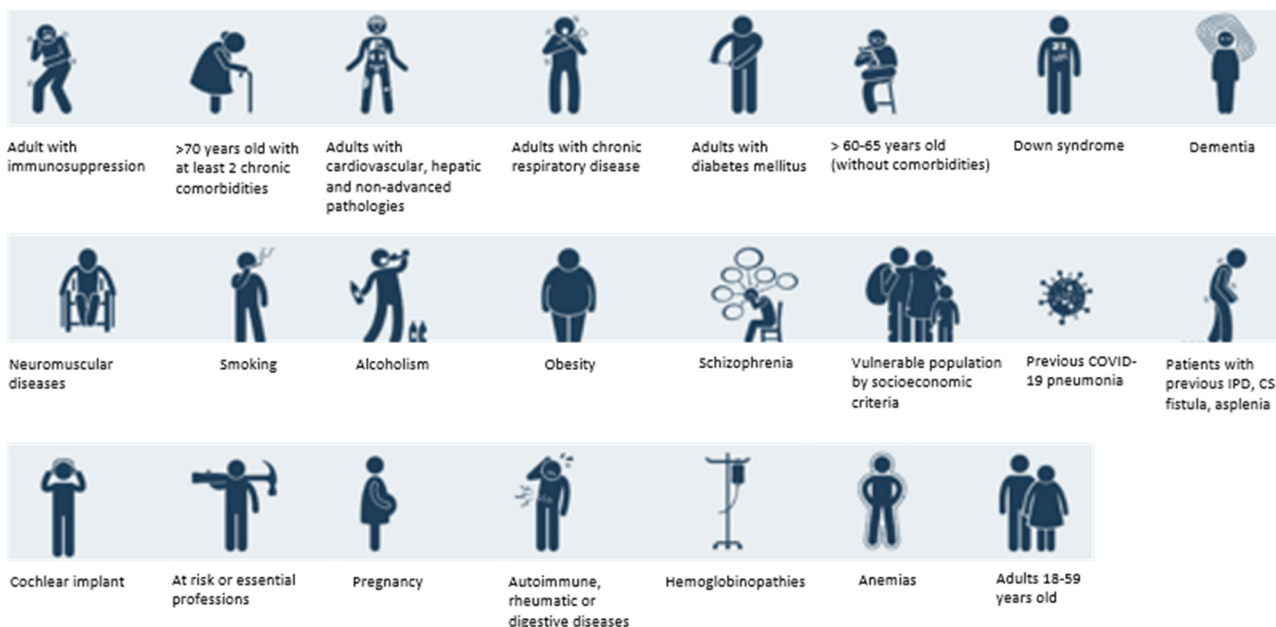 Adult with
immunosuppression
>70 years old with
at least 2 chronic
comorbidities
Adults with
cardiovascular, hepatic
and non-advanced
pathologies
Adults with chronic
respiratory disease
Adults with
diabetes mellitus
> 60-65 years old
(without comorbidities)
Down syndrome
Dementia
Neuromuscular
diseases
Smoking
Alcoholism
Obesity
Schizophrenia
Vulnerable population
by socioeconomic
criteria
Previous COVID-
19 pneumonia
Patients with
previous IPD, CS
fistula, asplenia
Cochlear implant
At risk or essential
professions
Pregnancy
Autoimmune,
rheumatic or
digestive diseases
Hemoglobinopathies
Anemias
Adults 18-59
years old